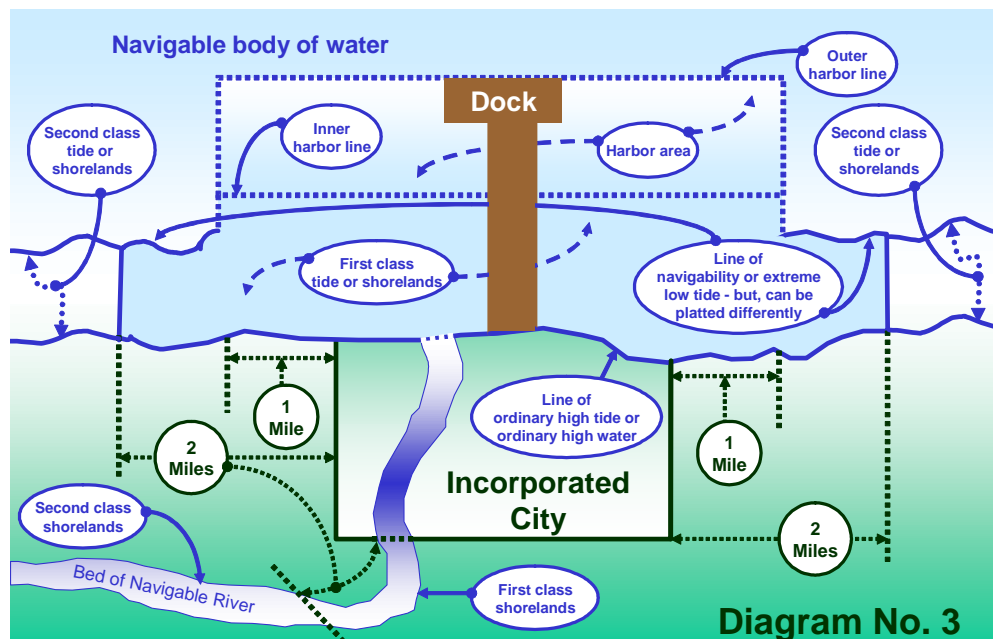 Navigable body of water
Outer
harbor line
Dock
Second class
tide or
shorelands
Inner
harbor line
Harbor area
Second class
tide or
shorelands
First class
tide or shorelands
Line of
navigability or extreme
low tide - but, can be
platted differently
1
Mile
Line of
ordinary high tide or
ordinary high water
1
Mile
2
Miles
Incorporated
City
Second class
shorelands
2
Miles
Bed of Navigable River
First class
shorelands
Diagram No. 3